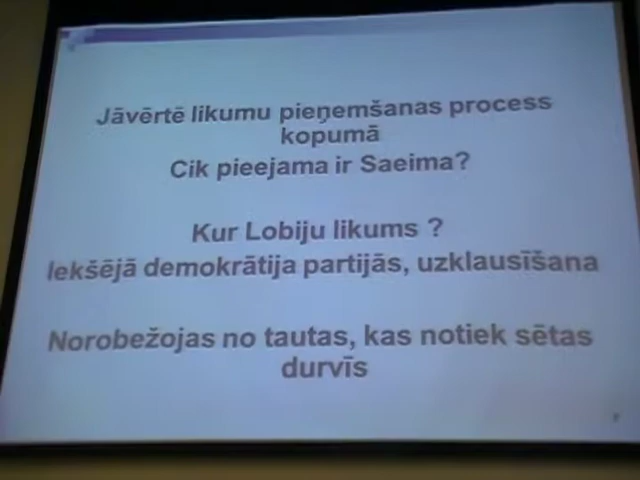 Jāvērtē likumu pieņemšanas process
kopumā
Cik pieejama ir Saeima?
Kur Lobiju likums ?
Iekšējā demokrātija partijās, uzklausīšana
Norobežojas no tautas, kas notiek sētas
durvīs